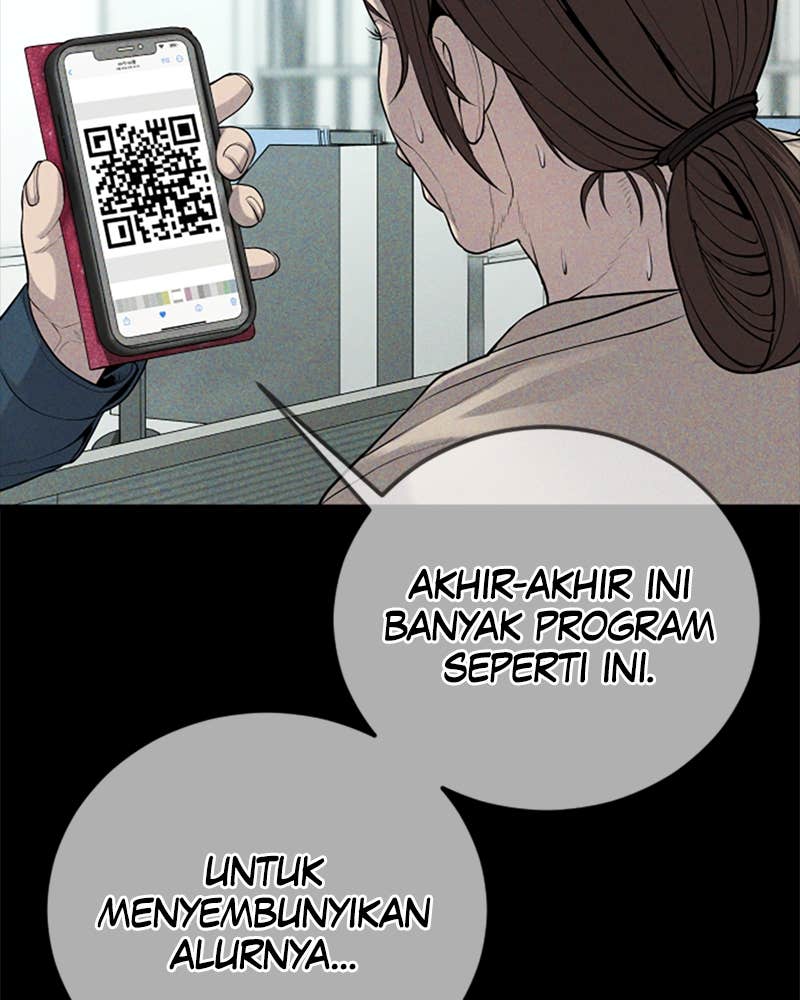 AKHIR-AKHIR INI
BANYAK PROGRAM
SEPERTI INI.
UNTUK
MENYEMBUNYIKAN
ALURNYA...